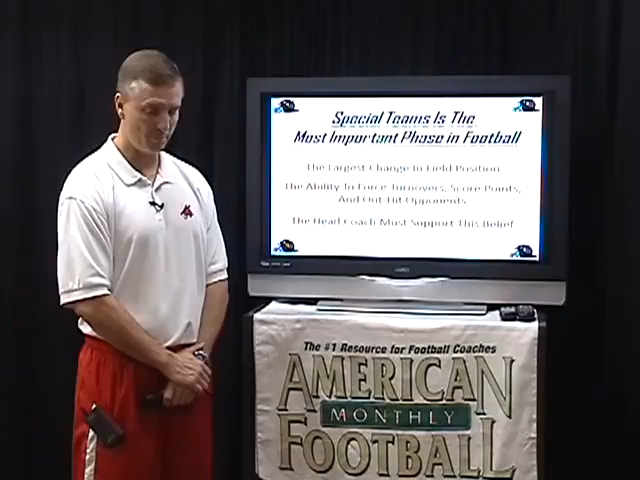 Special Teams Is The
Most Important Phase in Football
The Largest Change In Field Position
The Ability To Force Turnovers, Score Points,
And Out Hit Opponents
The Head Coach Must Support This Belief
The #1 Resource for Football Coaches
AMERICAN
MONTHLY
FOOTBALL